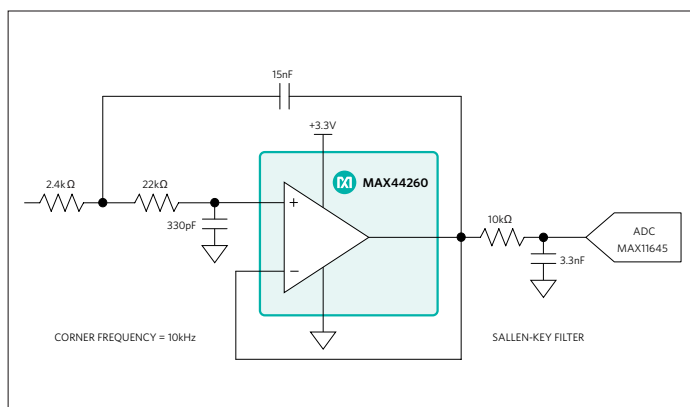 15nF
+3.3V
2.4kΩ
22kΩ
MAX44260
330pF
+
−
10kΩ
3.3nF
ADC
MAX11645
CORNER FREQUENCY = 10kHz
SALLEN-KEY FILTER